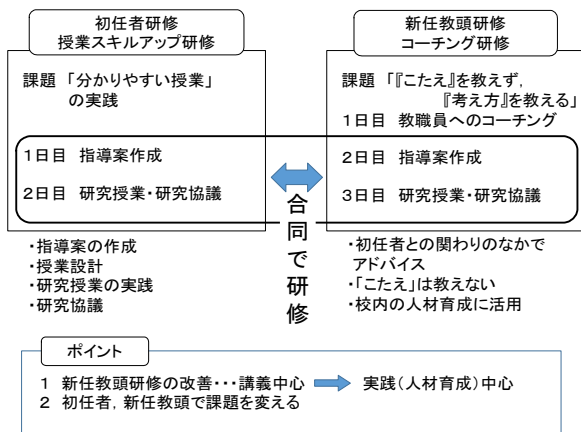 初任者研修
授業スキルアップ研修
課題 「分かりやすい授業」
の実践
1日目 指導案作成
2日目 研究授業・研究協議
・指導案の作成
・授業設計
・研究授業の実践
・研究協議
合同で研修
新任教頭研修
コーチング研修
課題 「『こたえ』を教えず,
『考え方』を教える」
1日目 教職員へのコーチング
2日目 指導案作成
3日目 研究授業・研究協議
・初任者との関わりのなかで
アドバイス
・「こたえ」は教えない
・校内の人材育成に活用
ポイント
1 新任教頭研修の改善・・・講義中心 実践(人材育成)中心
2 初任者, 新任教頭で課題を変える